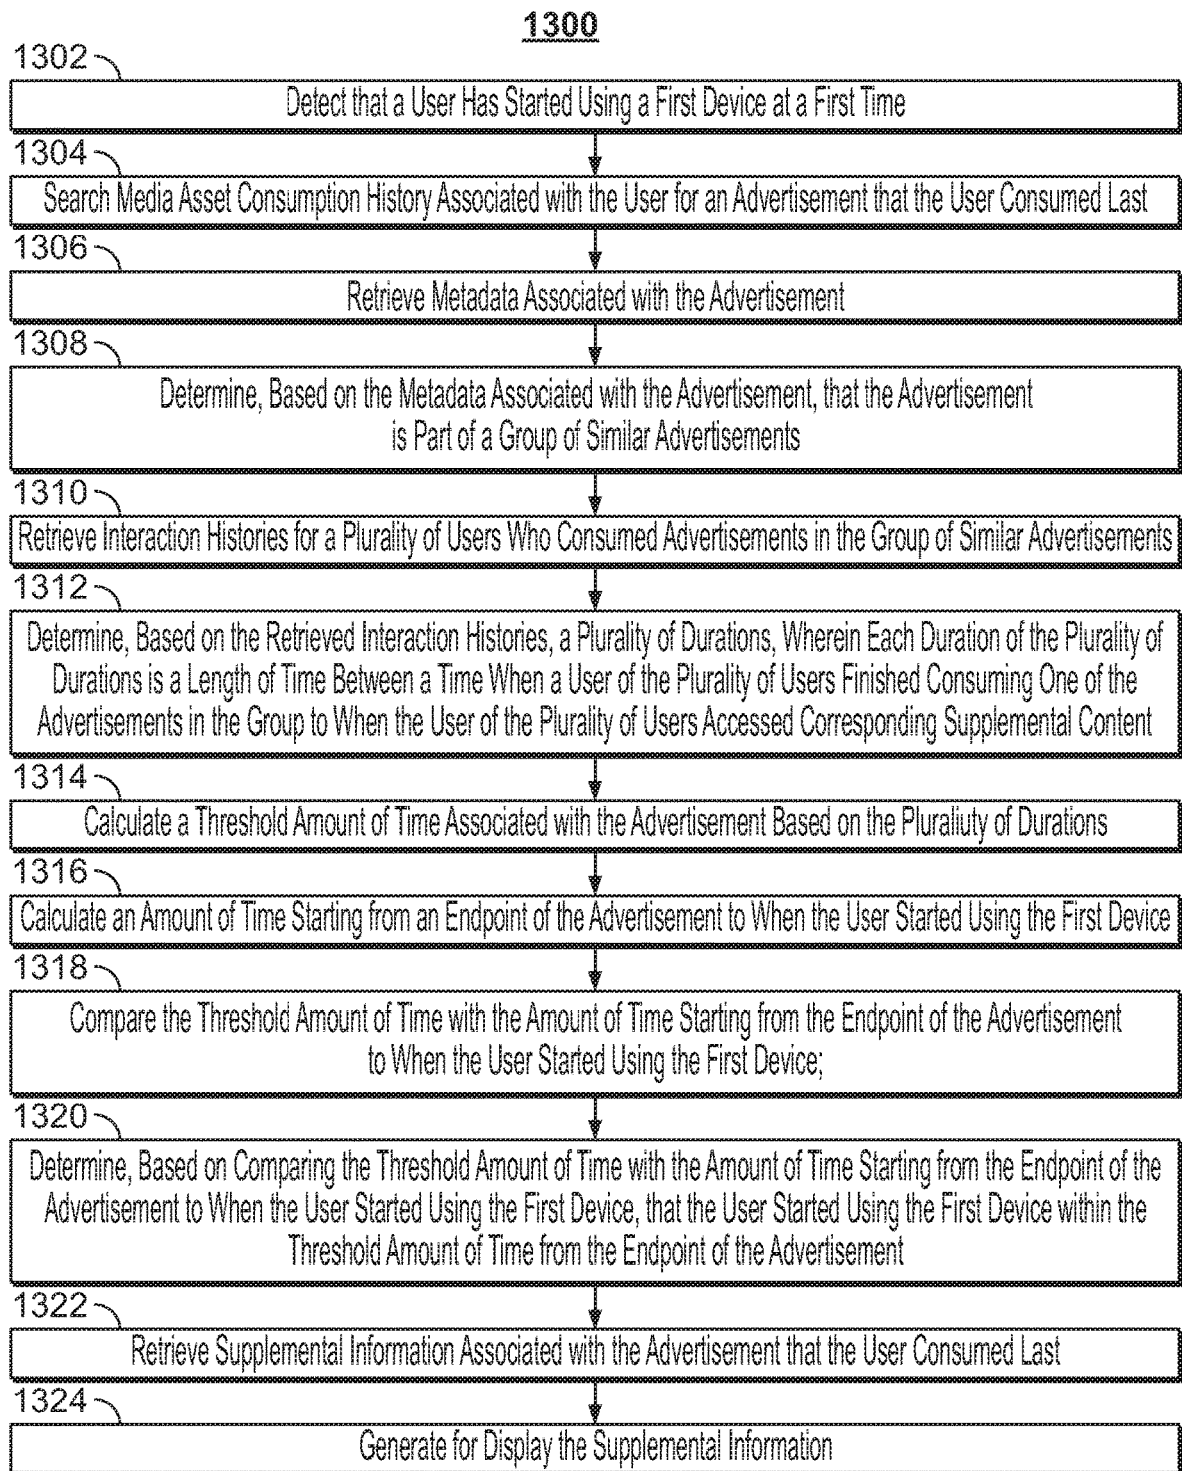 1300
1302
Detect that a User Has Started Using a First Device at a First Time
1304
Search Media Asset Consumption History Associated with the User for an Advertisement that the User Consumed Last
1306
Retrieve Metadata Associated with the Advertisement
1308
Determine, Based on the Metadata Associated with the Advertisement, that the Advertisement
is Part of a Group of Similar Advertisements
1310
Retrieve Interaction Histories for a Plurality of Users Who Consumed Advertisements in the Group of Similar Advertisements
1312
Determine, Based on the Retrieved Interaction Histories, a Plurality of Durations, Wherein Each Duration of the Plurality of
Durations is a Length of Time Between a Time When a User of the Plurality of Users Finished Consuming One of the
Advertisements in the Group to When the User of the Plurality of Users Accessed Corresponding Supplemental Content
1314
Calculate a Threshold Amount of Time Associated with the Advertisement Based on the Pluraliuty of Durations
1316
Calculate an Amount of Time Starting from an Endpoint of the Advertisement to When the User Started Using the First Device
1318
Compare the Threshold Amount of Time with the Amount of Time Starting from the Endpoint of the Advertisement
to When the User Started Using the First Device;
1320
Determine, Based on Comparing the Threshold Amount of Time with the Amount of Time Starting from the Endpoint of the
Advertisement to When the User Started Using the First Device, that the User Started Using the First Device within the
Threshold Amount of Time from the Endpoint of the Advertisement
1322
Retrieve Supplemental Information Associated with the Advertisement that the User Consumed Last
1324
Generate for Display the Supplemental Information